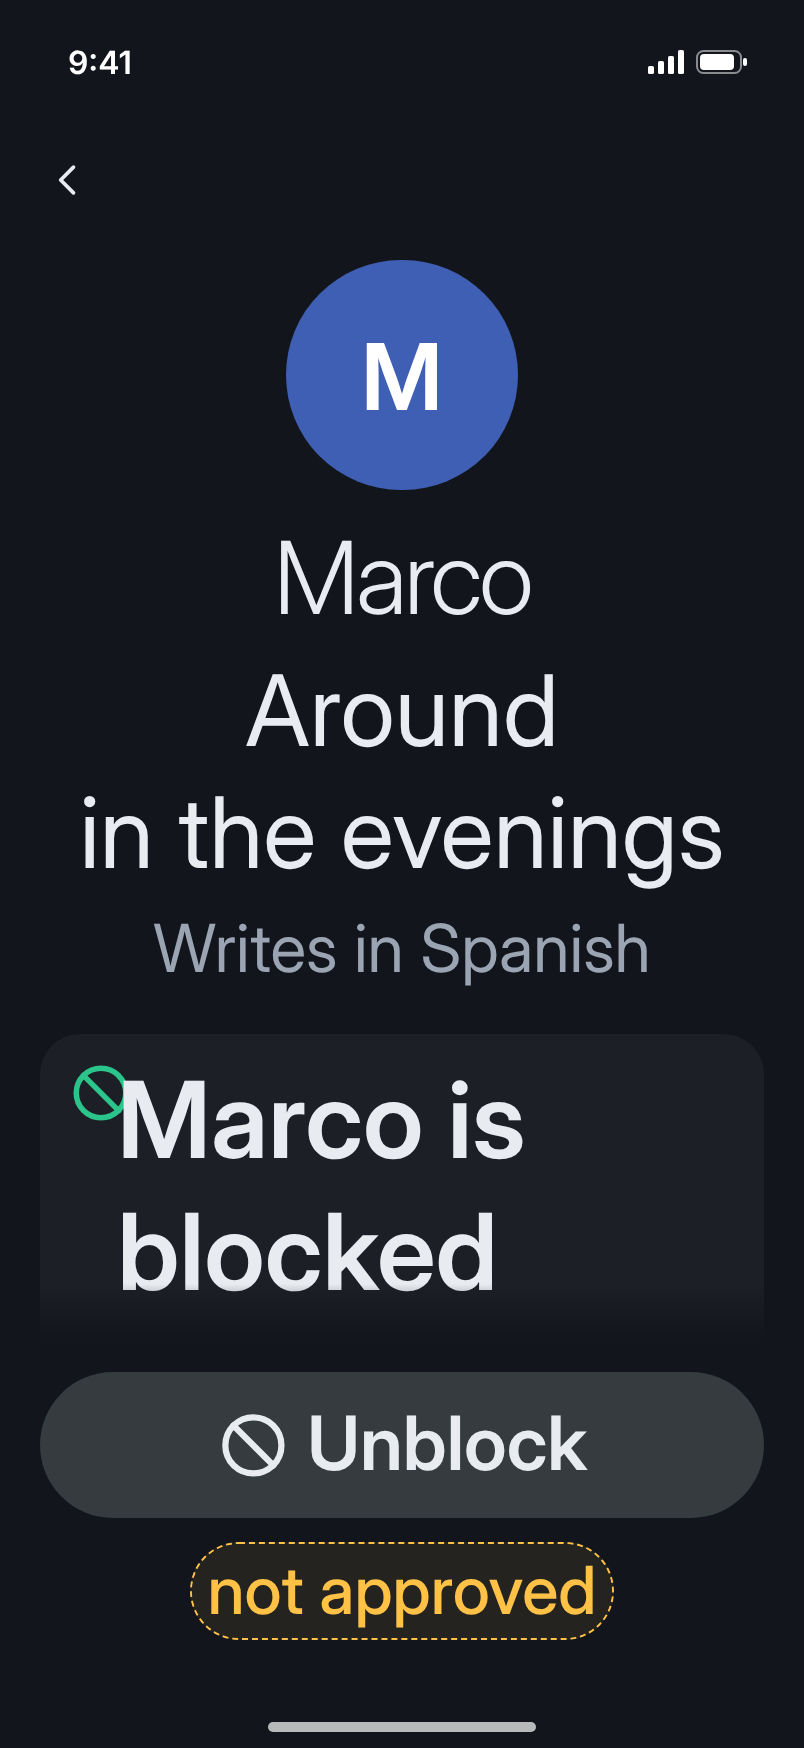 9:41
M
Marco
Around
in the evenings
Writes in Spanish
Marco is
blocked
Unblock
not approved